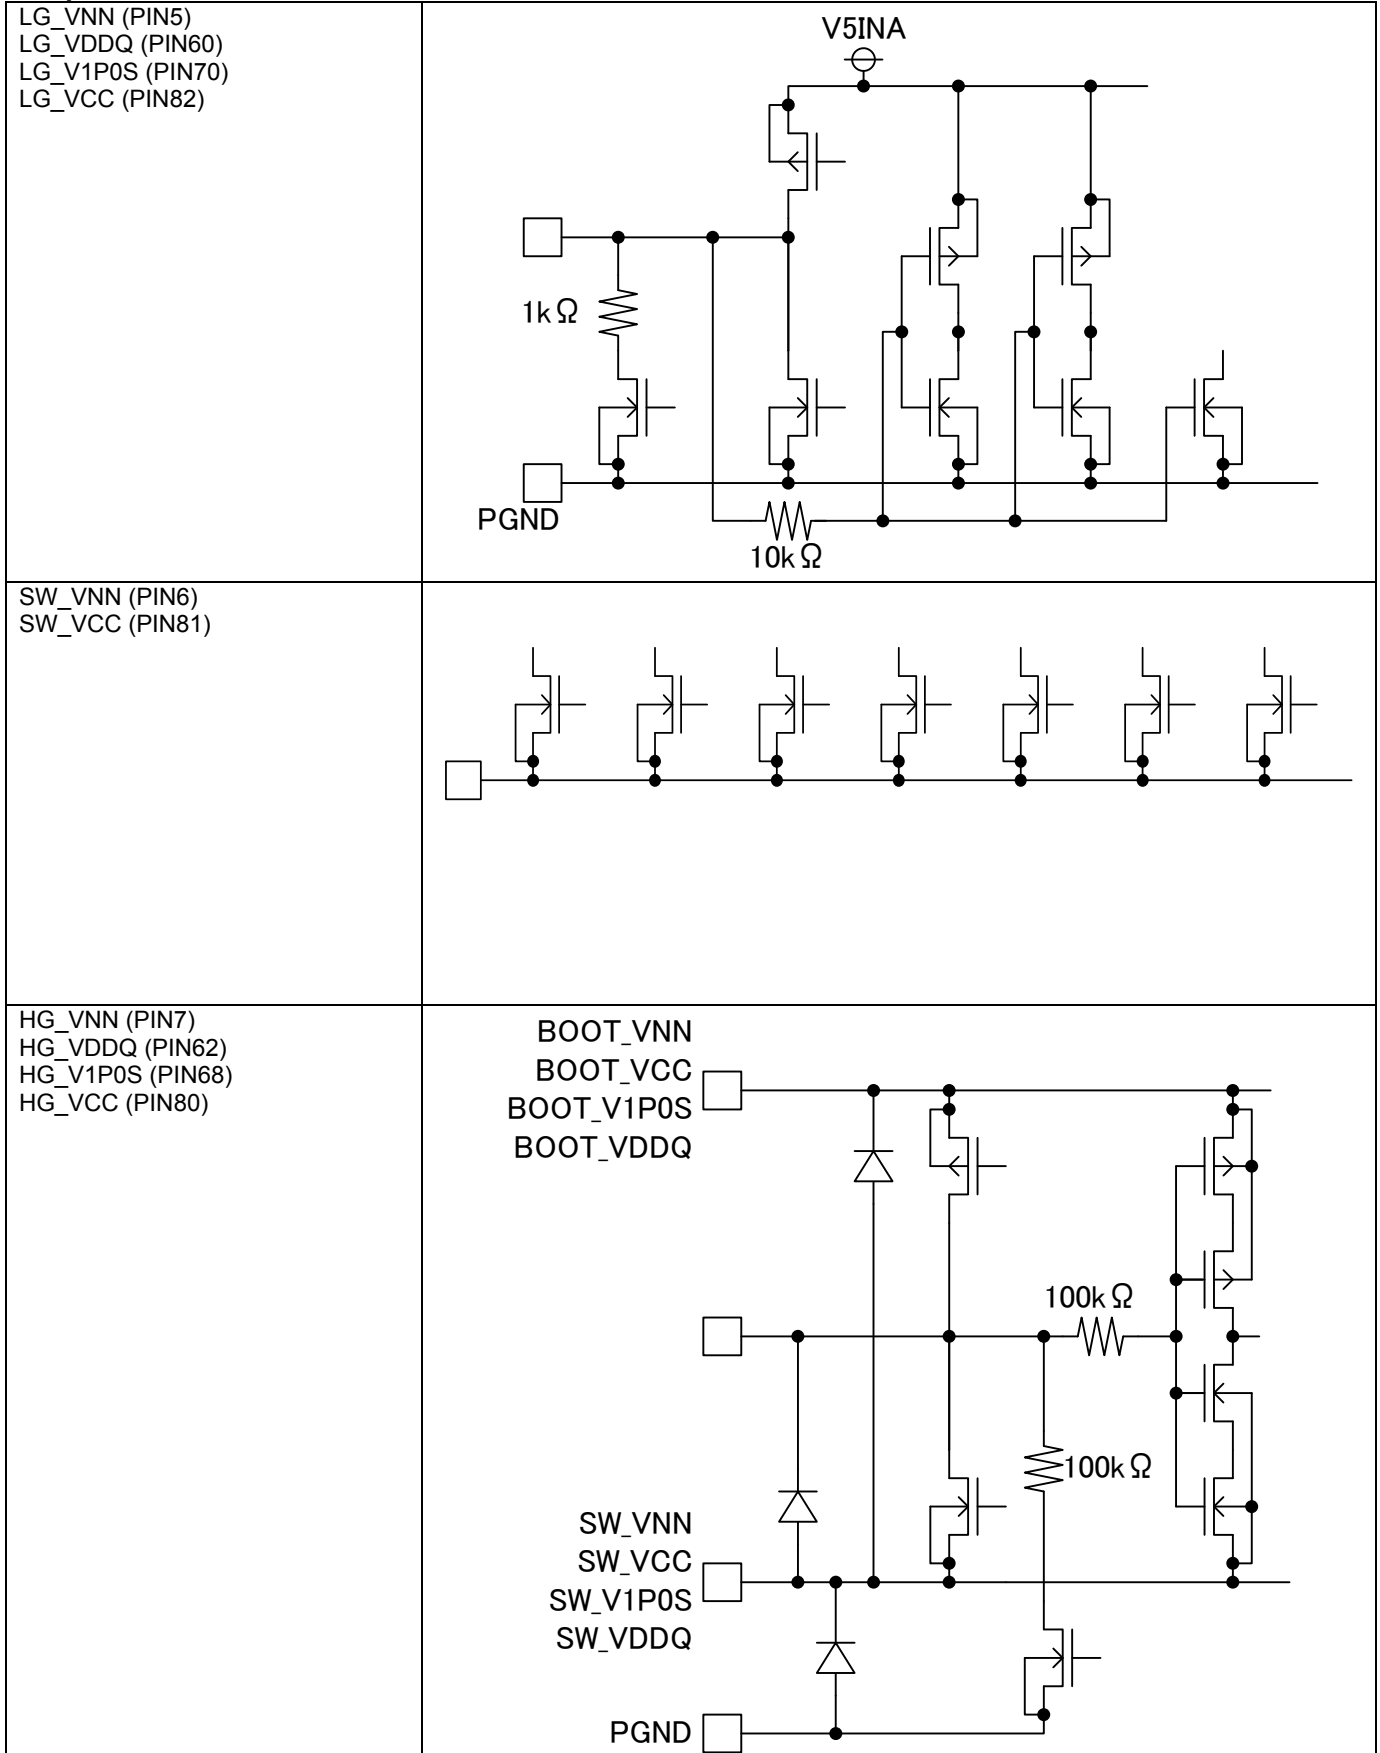 LG_VNN (PIN5)
LG_VDDQ (PIN60)
LG_V1P0S (PIN70)
LG_VCC (PIN82)
V5INA
1kΩ
PGND
10kΩ
SW_VNN (PIN6)
SW_VCC (PIN81)
HG_VNN (PIN7)
HG_VDDQ (PIN62)
HG_V1P0S (PIN68)
HG_VCC (PIN80)
BOOT_VNN
BOOT_VCC
BOOT_V1P0S
BOOT_VDDQ
100kΩ
100kΩ
SW_VNN
SW_VCC
SW_V1P0S
SW_VDDQ
PGND